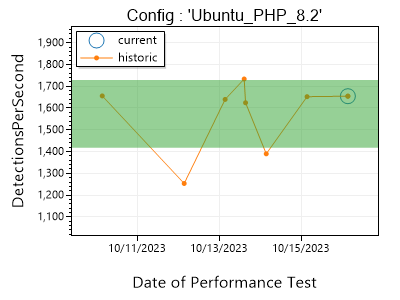 Config : 'Ubuntu_PHP_8.2'
current
historic
DetectionsPerSecond
1,900
1,800
1,700
1,600
1,500
1,400
1,300
1,200
1,100
10/11/2023 10/13/2023 10/15/2023
Date of Performance Test